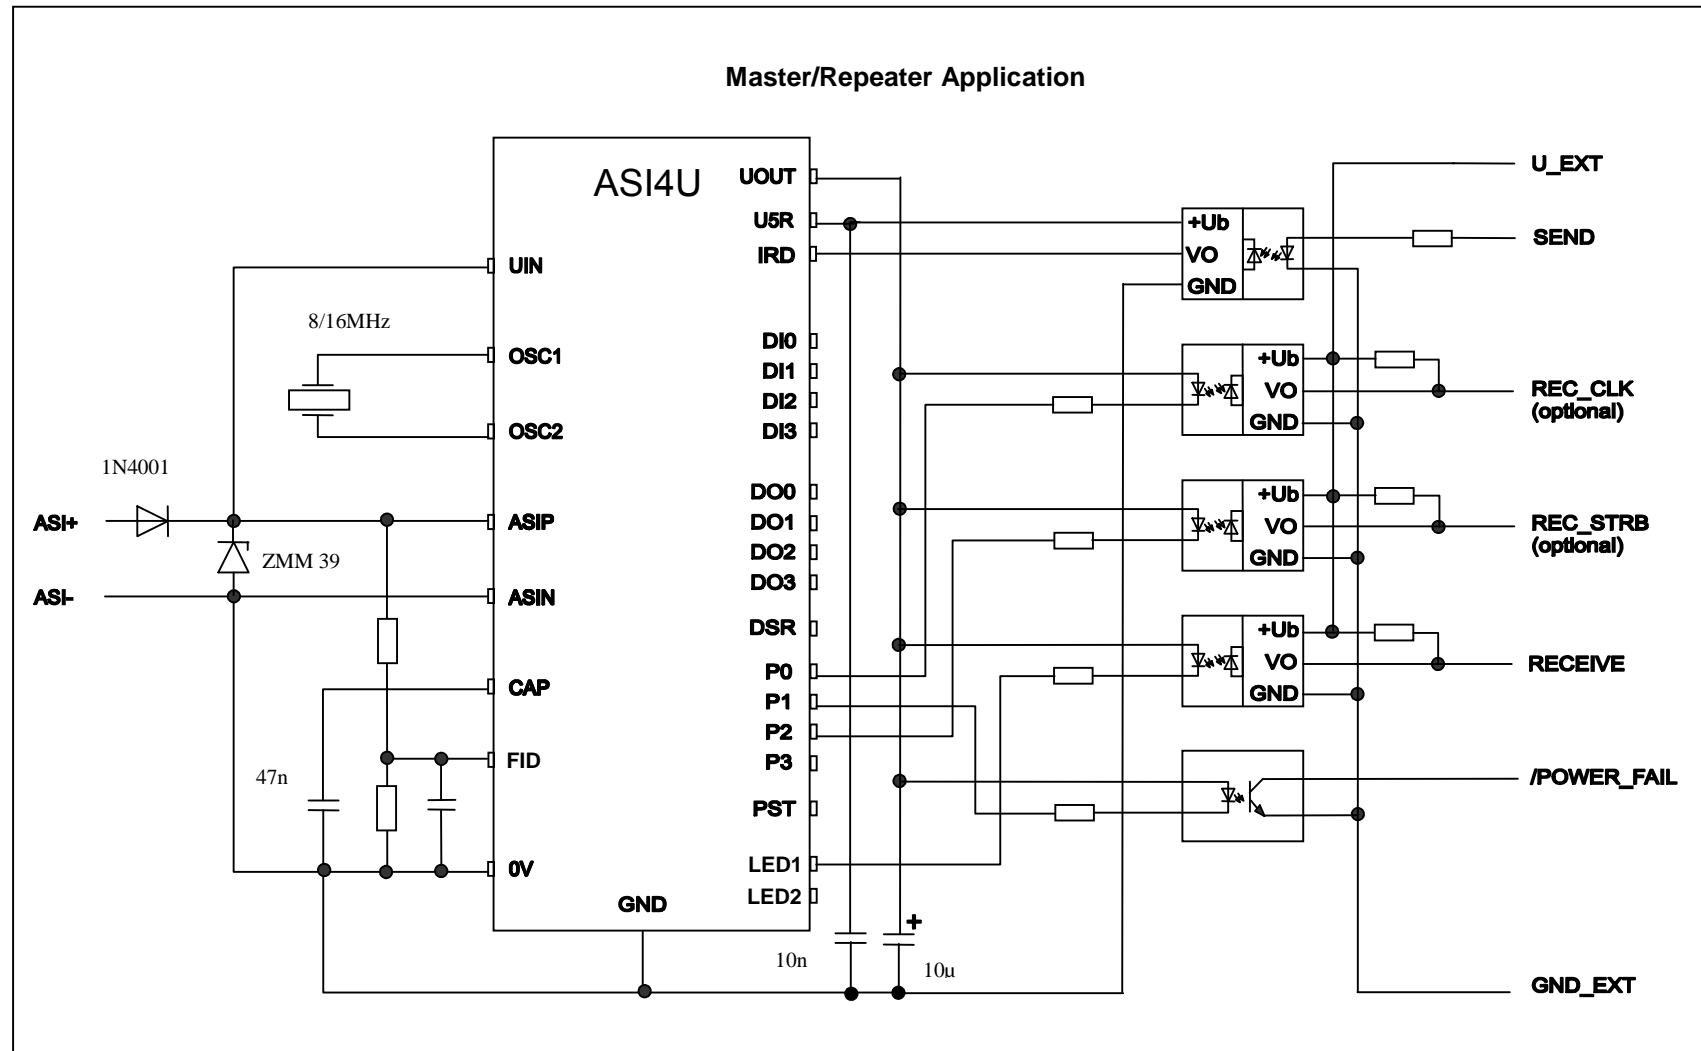 Master/Repeater Application
ASI4U
UIN
OSC1
OSC2
ASIP
ASIN
CAP
FID
0V
GND
UOUT
U5R
IRD
DI0
DI1
DI2
DI3
DO0
DO1
DO2
DO3
DSR
P0
P1
P2
P3
PST
LED1
LED2
8/16MHz
1N4001
ASI+
ZMM 39
ASI-
47n
10n
+
10µ
+Ub
VO
GND
+Ub
VO
GND
+Ub
VO
GND
+Ub
VO
GND
U_EXT
SEND
REC_CLK
(optional)
REC_STRB
(optional)
RECEIVE
/POWER_FAIL
GND_EXT